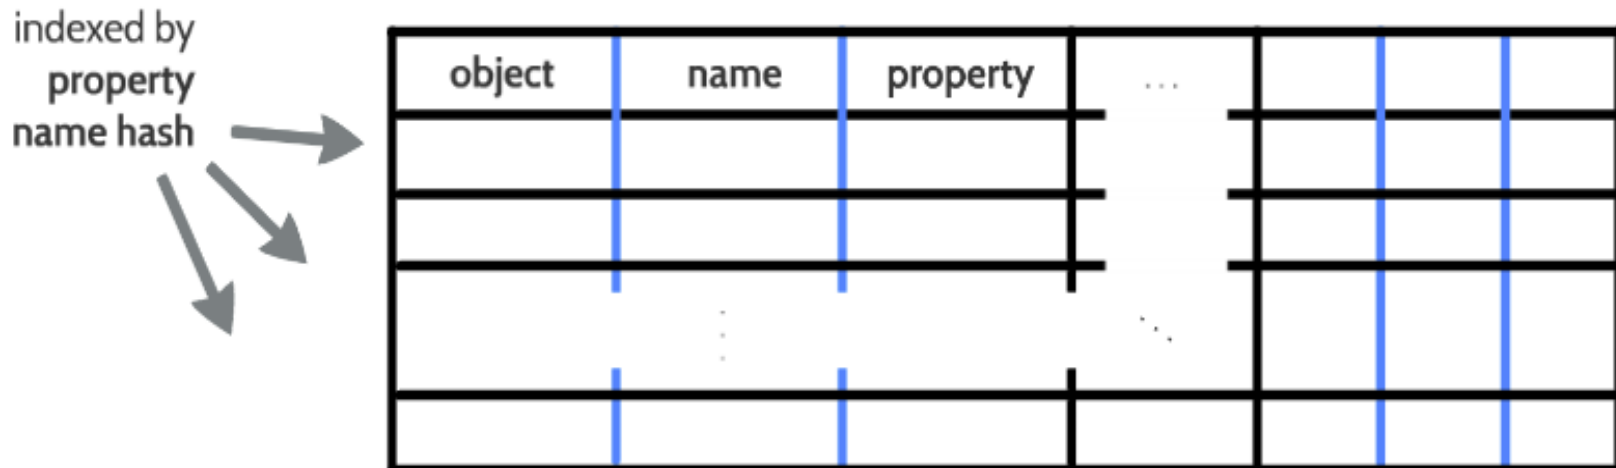 indexed by
property
name hash
object name property ...